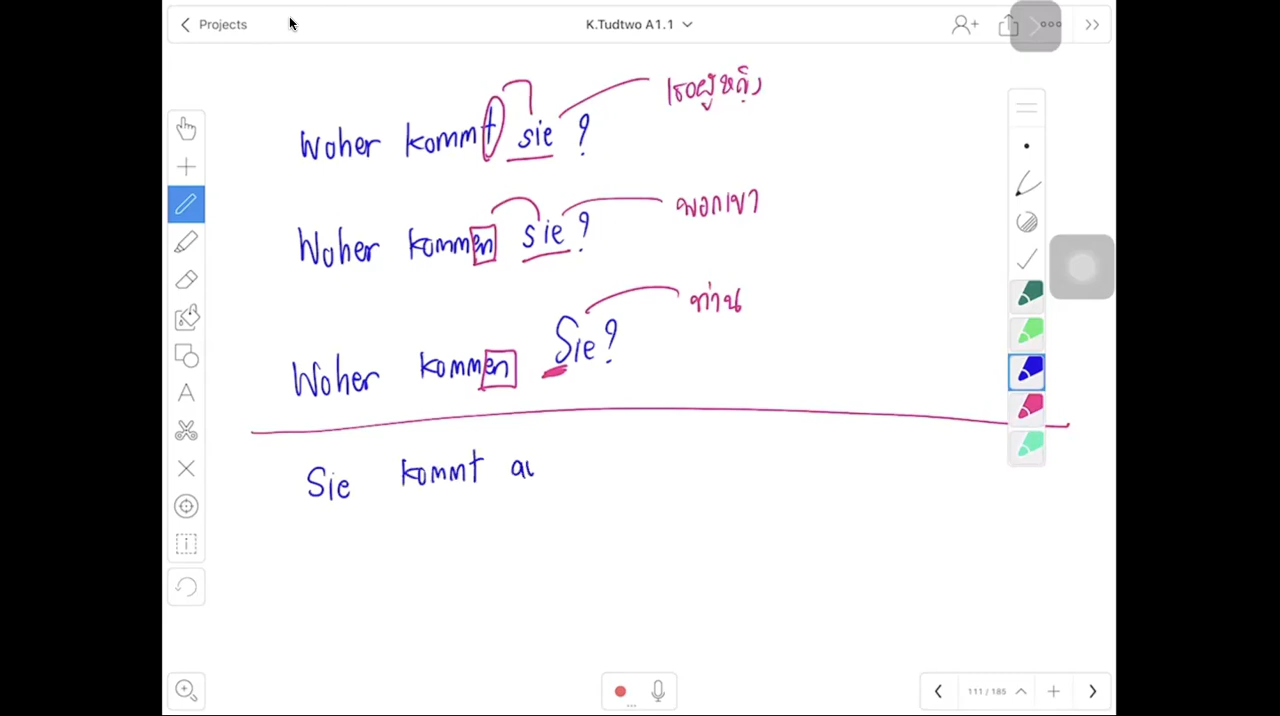 Projects
K.Tudtwo A1.1
Woher kommt sie ? เธอผู้หญิง
Woher kommen sie ? พวกเขา
Woher kommen Sie ? ท่าน
Sie kommt au
111 / 185